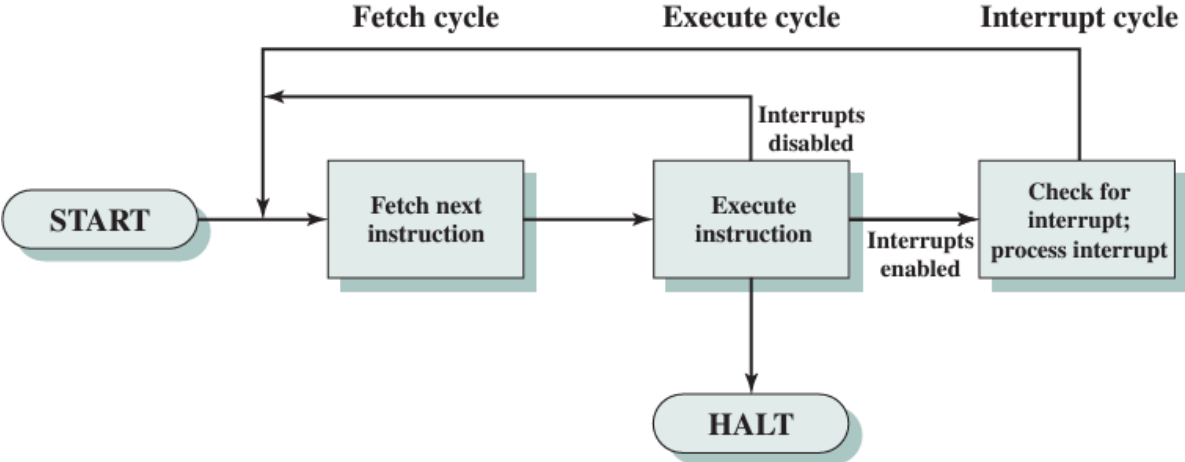 Fetch cycle
Execute cycle
Interrupt cycle
Interrupts
disabled
START
Fetch next
instruction
Execute
instruction
Interrupts
enabled
Check for
interrupt;
process interrupt
HALT